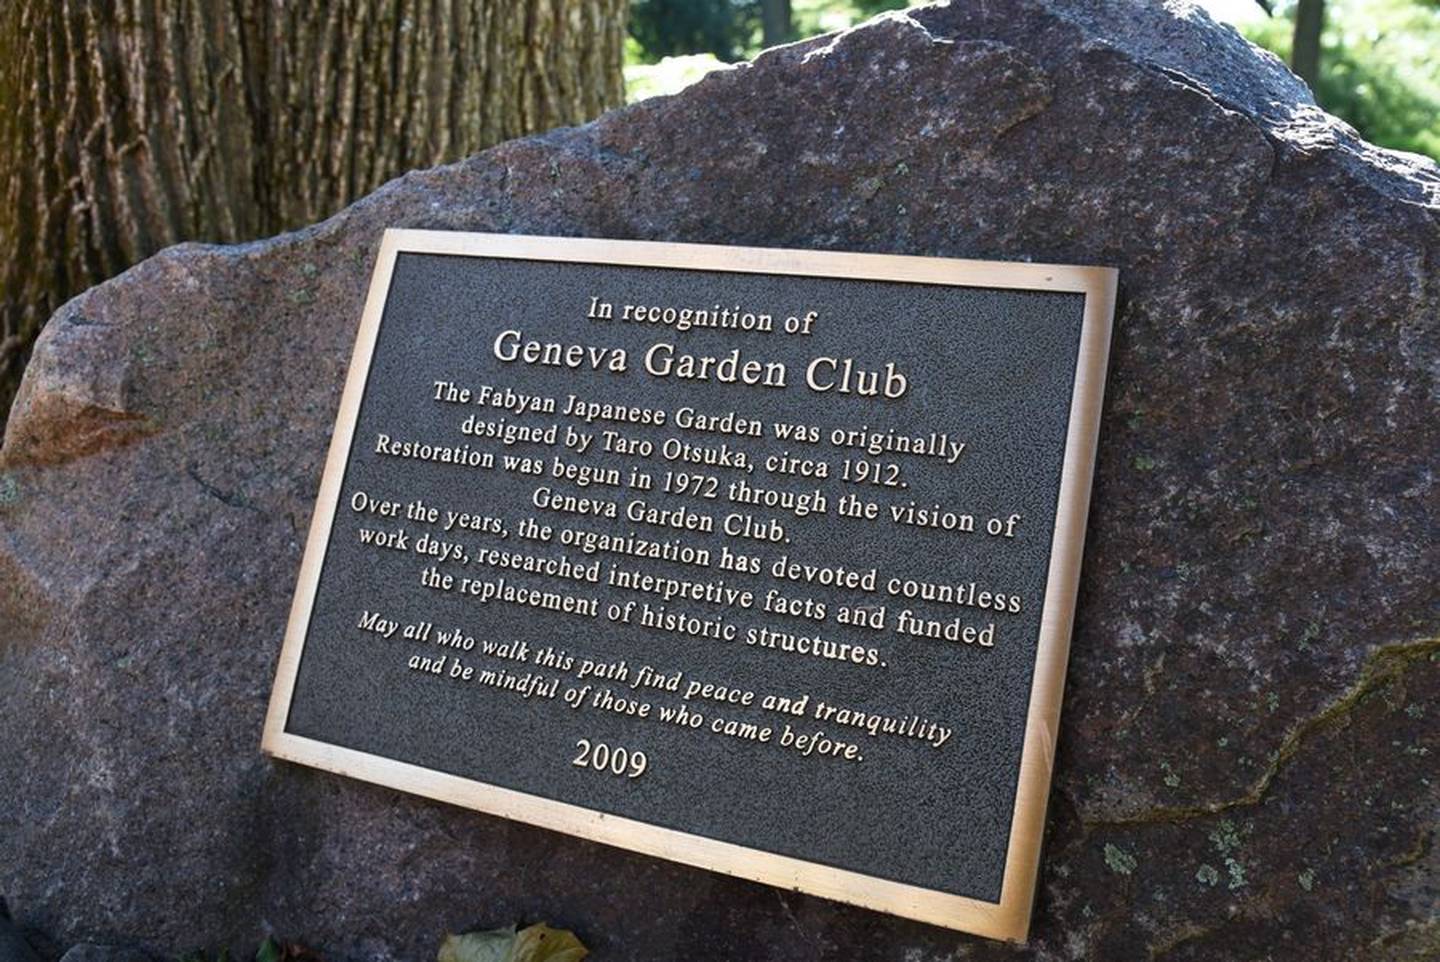 In recognition of
Geneva Garden Club
The Fabyan Japanese Garden was originally
designed by Taro Otsuka, circa 1912.
Restoration was begun in 1972 through the vision of
Geneva Garden Club.
Over the years, the organization has devoted countless
work days, researched interpretive facts and funded
the replacement of historic structures.
May all who walk this path find peace and tranquility
and be mindful of those who came before.
2009